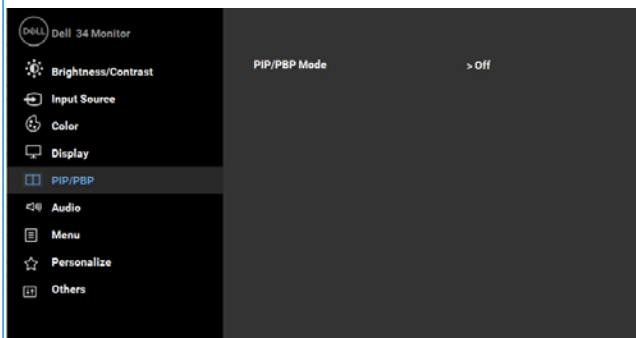 DELL Dell 34 Monitor
Brightness/Contrast
PIP/PBP Mode > Off
Input Source
Color
Display
PIP/PBP
Audio
Menu
Personalize
Others